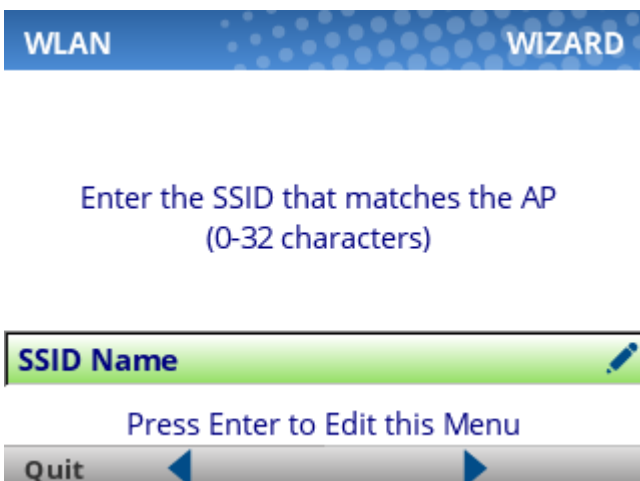 WLAN WIZARD
Enter the SSID that matches the AP
(0-32 characters)
SSID Name
Press Enter to Edit this Menu
Quit